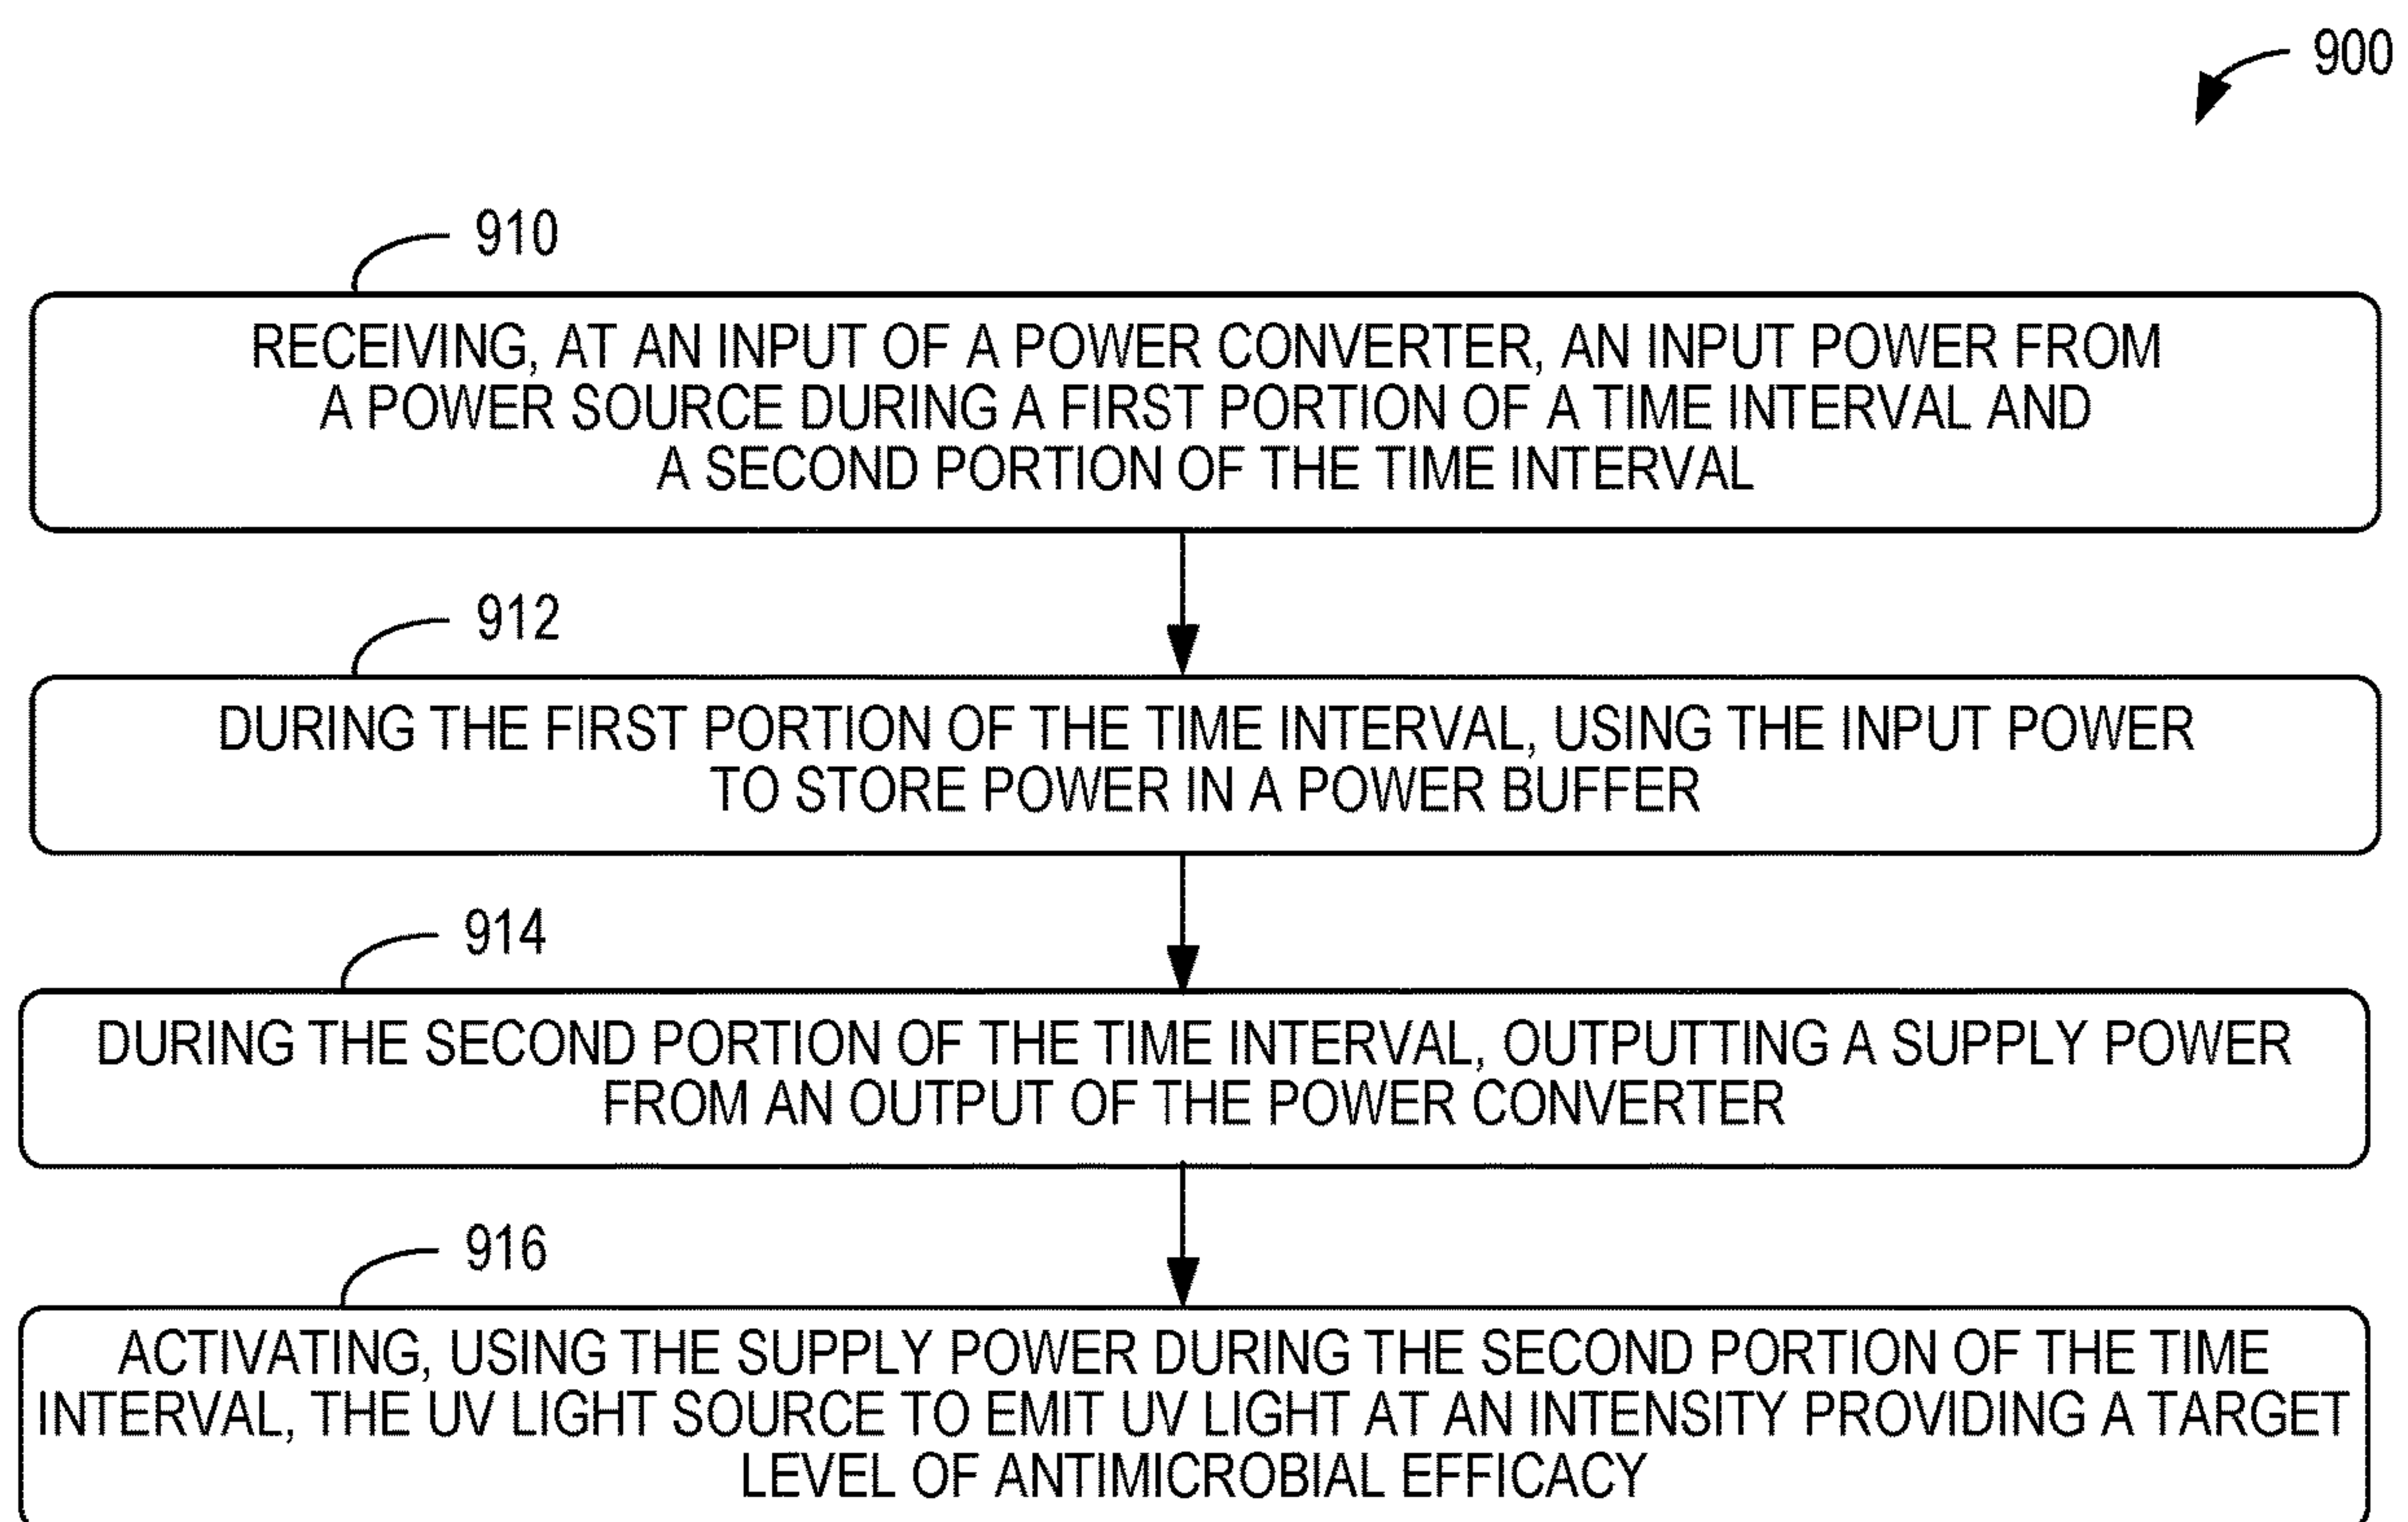 900
910
RECEIVING, AT AN INPUT OF A POWER CONVERTER, AN INPUT POWER FROM
A POWER SOURCE DURING A FIRST PORTION OF A TIME INTERVAL AND
A SECOND PORTION OF THE TIME INTERVAL
912
DURING THE FIRST PORTION OF THE TIME INTERVAL, USING THE INPUT POWER
TO STORE POWER IN A POWER BUFFER
914
DURING THE SECOND PORTION OF THE TIME INTERVAL, OUTPUTTING A SUPPLY POWER
FROM AN OUTPUT OF THE POWER CONVERTER
916
ACTIVATING, USING THE SUPPLY POWER DURING THE SECOND PORTION OF THE TIME
INTERVAL, THE UV LIGHT SOURCE TO EMIT UV LIGHT AT AN INTENSITY PROVIDING A TARGET
LEVEL OF ANTIMICROBIAL EFFICACY